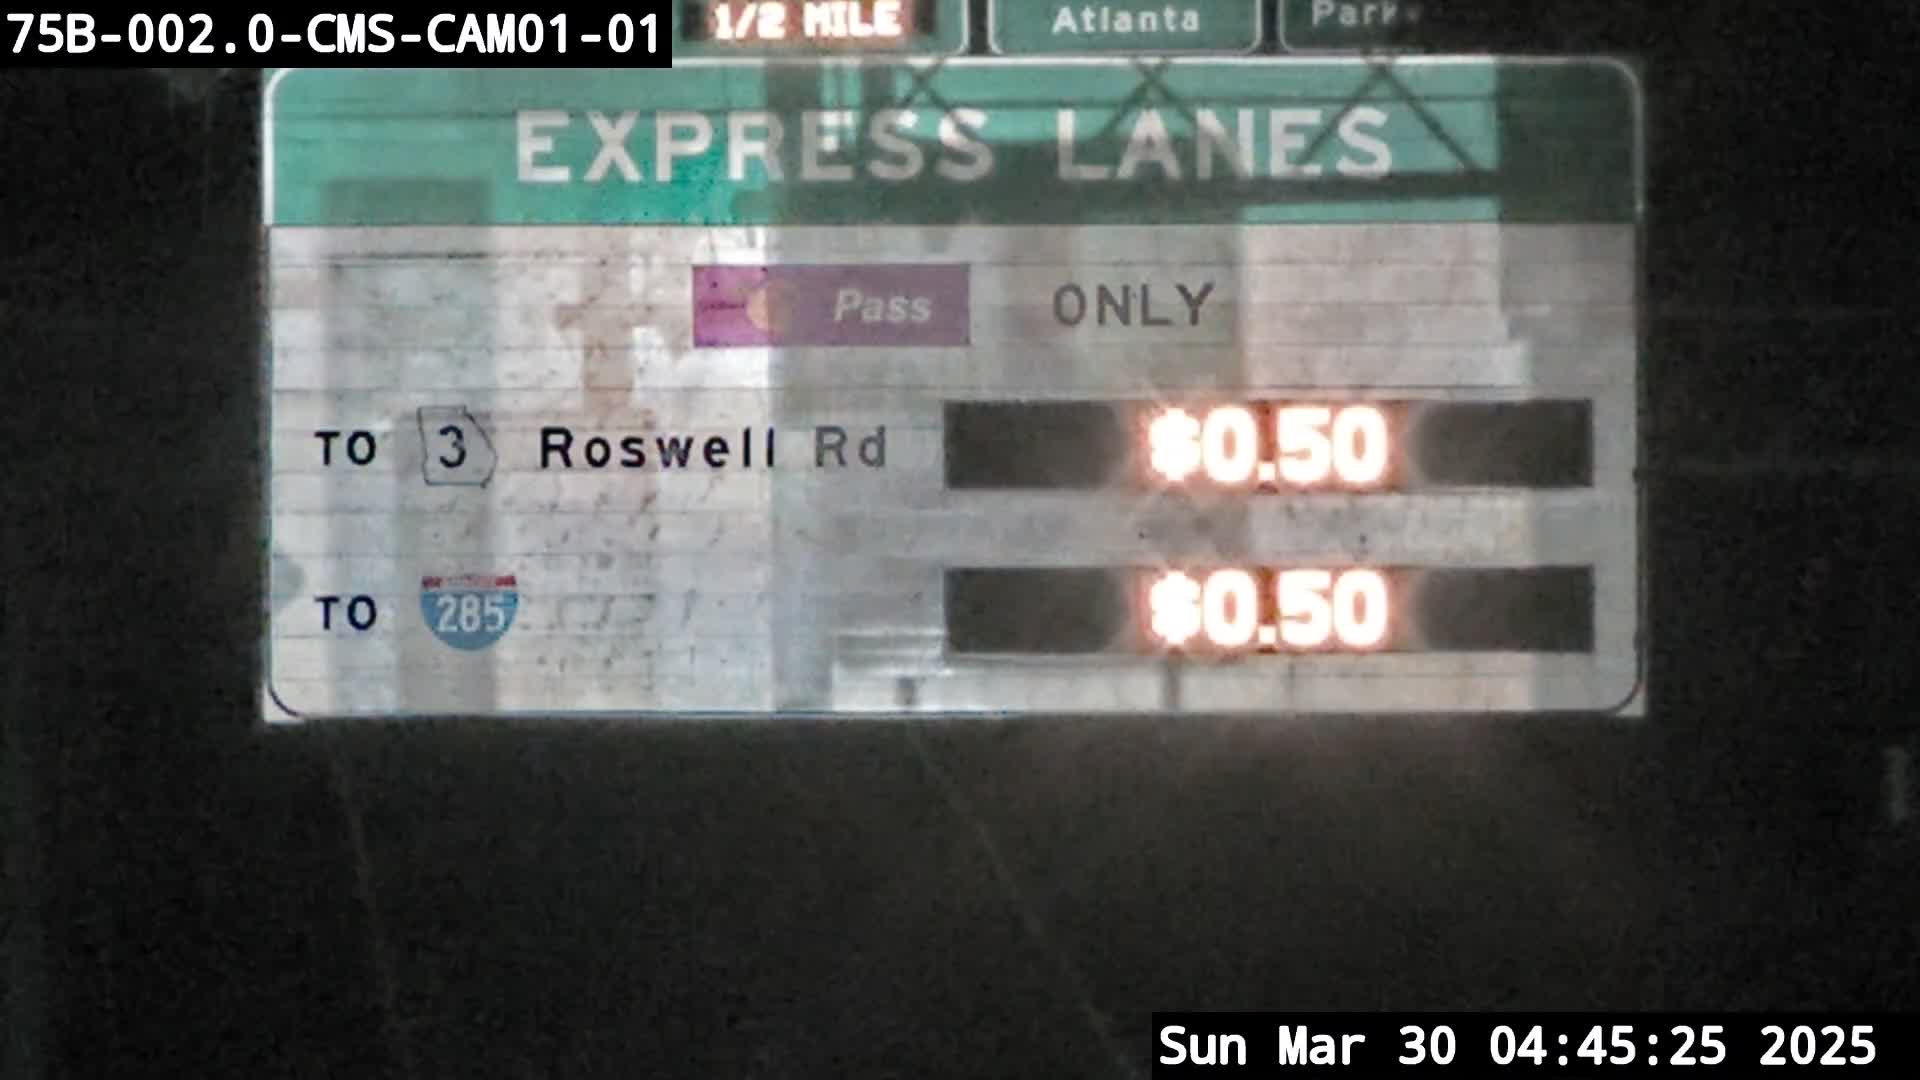 75B-002.0-CMS-CAM01-01
1/2 MILE
Atlanta
Park
EXPRESS LANES
Pass ONLY
TO 3 Roswell Rd $0.50
TO 285 $0.50
Sun Mar 30 04:45:25 2025